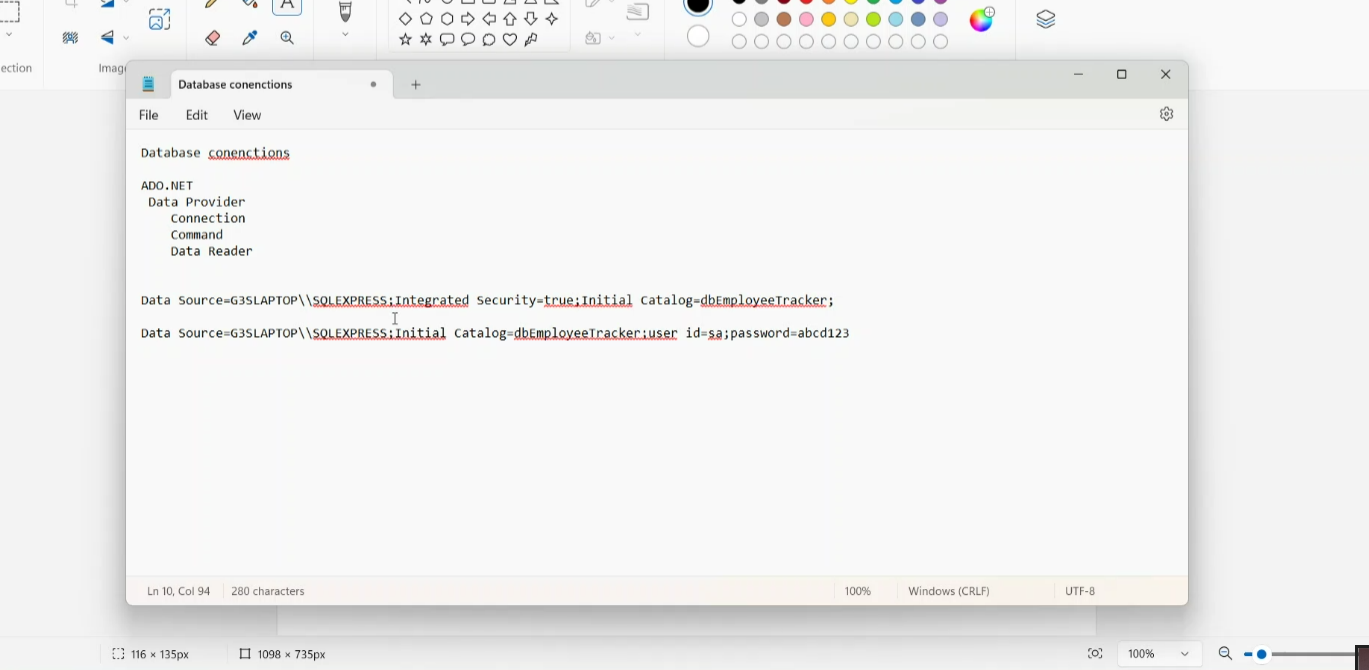 ection
Imag
Database conenctions
File Edit View
Database conenctions
ADO.NET
Data Provider
Connection
Command
Data Reader
Data Source=G3SLAPTOP\\SQLEXPRESS;Integrated Security=true;Initial Catalog=dbEmployeeTracker;
Data Source=G3SLAPTOP\\SQLEXPRESS;Initial Catalog=dbEmployeeTracker;user id=sa;password=abcd123
Ln 10, Col 94 280 characters 100% Windows (CRLF) UTF-8
116 × 135px 1098 × 735px 100%